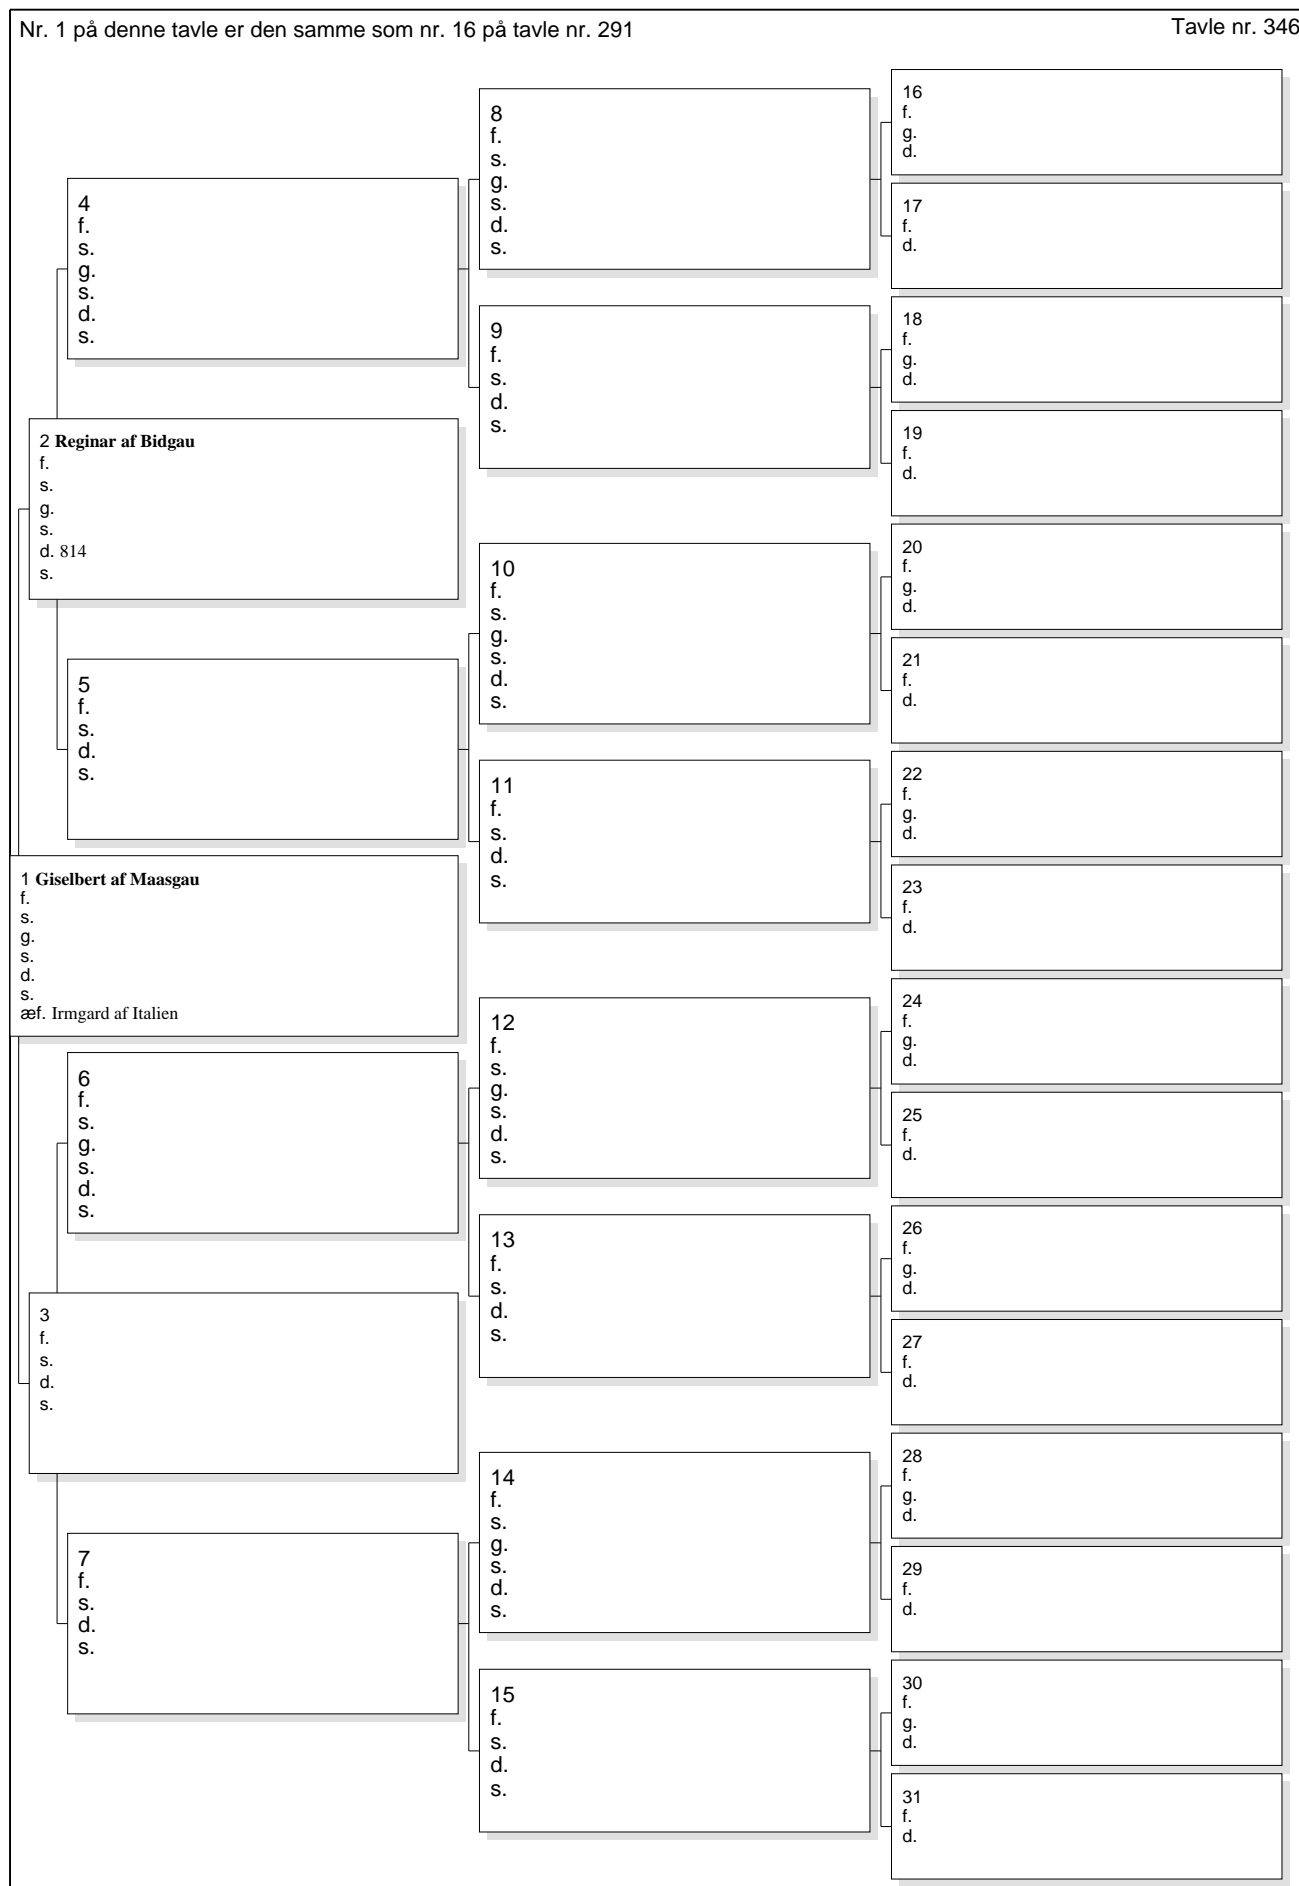 Nr. 1 på denne tavle er den samme som nr. 16 på tavle nr. 291
Tavle nr. 346
4
f.
s.
g.
s.
d.
s.
2 Reginar af Bidgau
f.
s.
g.
s.
d. 814
s.
5
f.
s.
d.
s.
1 Giselbert af Maasgau
f.
s.
g.
s.
d.
s.
æf. Irmgard af Italien
6
f.
s.
g.
s.
d.
s.
3
f.
s.
d.
s.
7
f.
s.
d.
s.
8
f.
s.
g.
s.
d.
s.
9
f.
s.
d.
s.
10
f.
s.
g.
s.
d.
s.
11
f.
s.
d.
s.
12
f.
s.
g.
s.
d.
s.
13
f.
s.
d.
s.
14
f.
s.
g.
s.
d.
s.
15
f.
s.
d.
s.
16
f.
g.
d.
17
f.
d.
18
f.
g.
d.
19
f.
d.
20
f.
g.
d.
21
f.
d.
22
f.
g.
d.
23
f.
d.
24
f.
g.
d.
25
f.
d.
26
f.
g.
d.
27
f.
d.
28
f.
g.
d.
29
f.
d.
30
f.
g.
d.
31
f.
d.